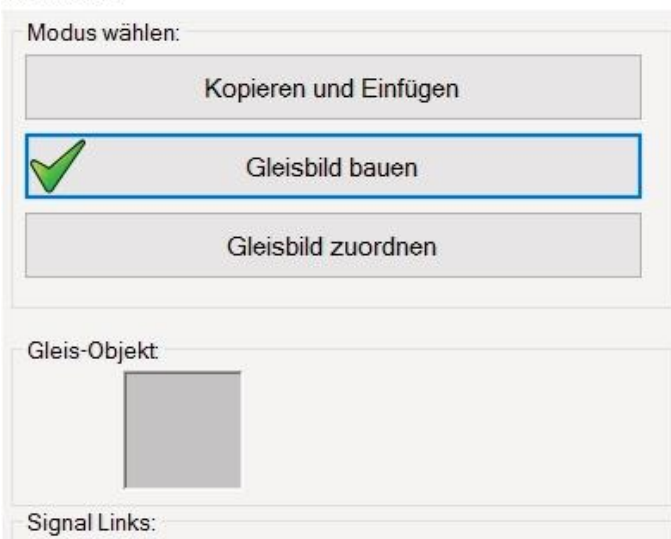 Modus wählen:
Kopieren und Einfügen
Gleisbild bauen
Gleisbild zuordnen
Gleis-Objekt:
Signal Links: